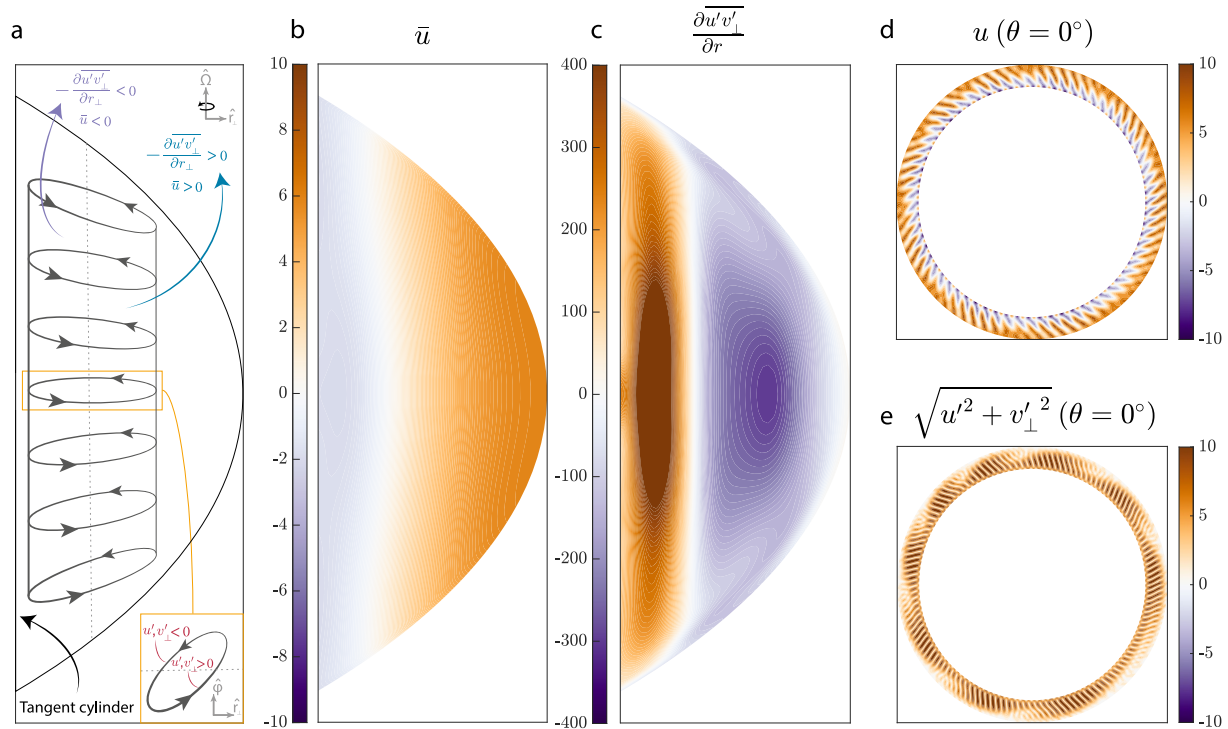 a
− ∂u′v′⊥/∂r⊥ < 0
ū < 0
Ω̂
r̂⊥
− ∂u′v′⊥/∂r⊥ > 0
ū > 0
u′,v′⊥<0
u′,v′⊥>0
φ̂
r̂⊥
Tangent cylinder
b
ū
10
8
6
4
2
0
-2
-4
-6
-8
-10
c
∂u′v′⊥/∂r
400
300
200
100
0
-100
-200
-300
-400
d
u (θ = 0°)
10
5
0
-5
-10
e
√u′² + v′⊥² (θ = 0°)
10
5
0
-5
-10